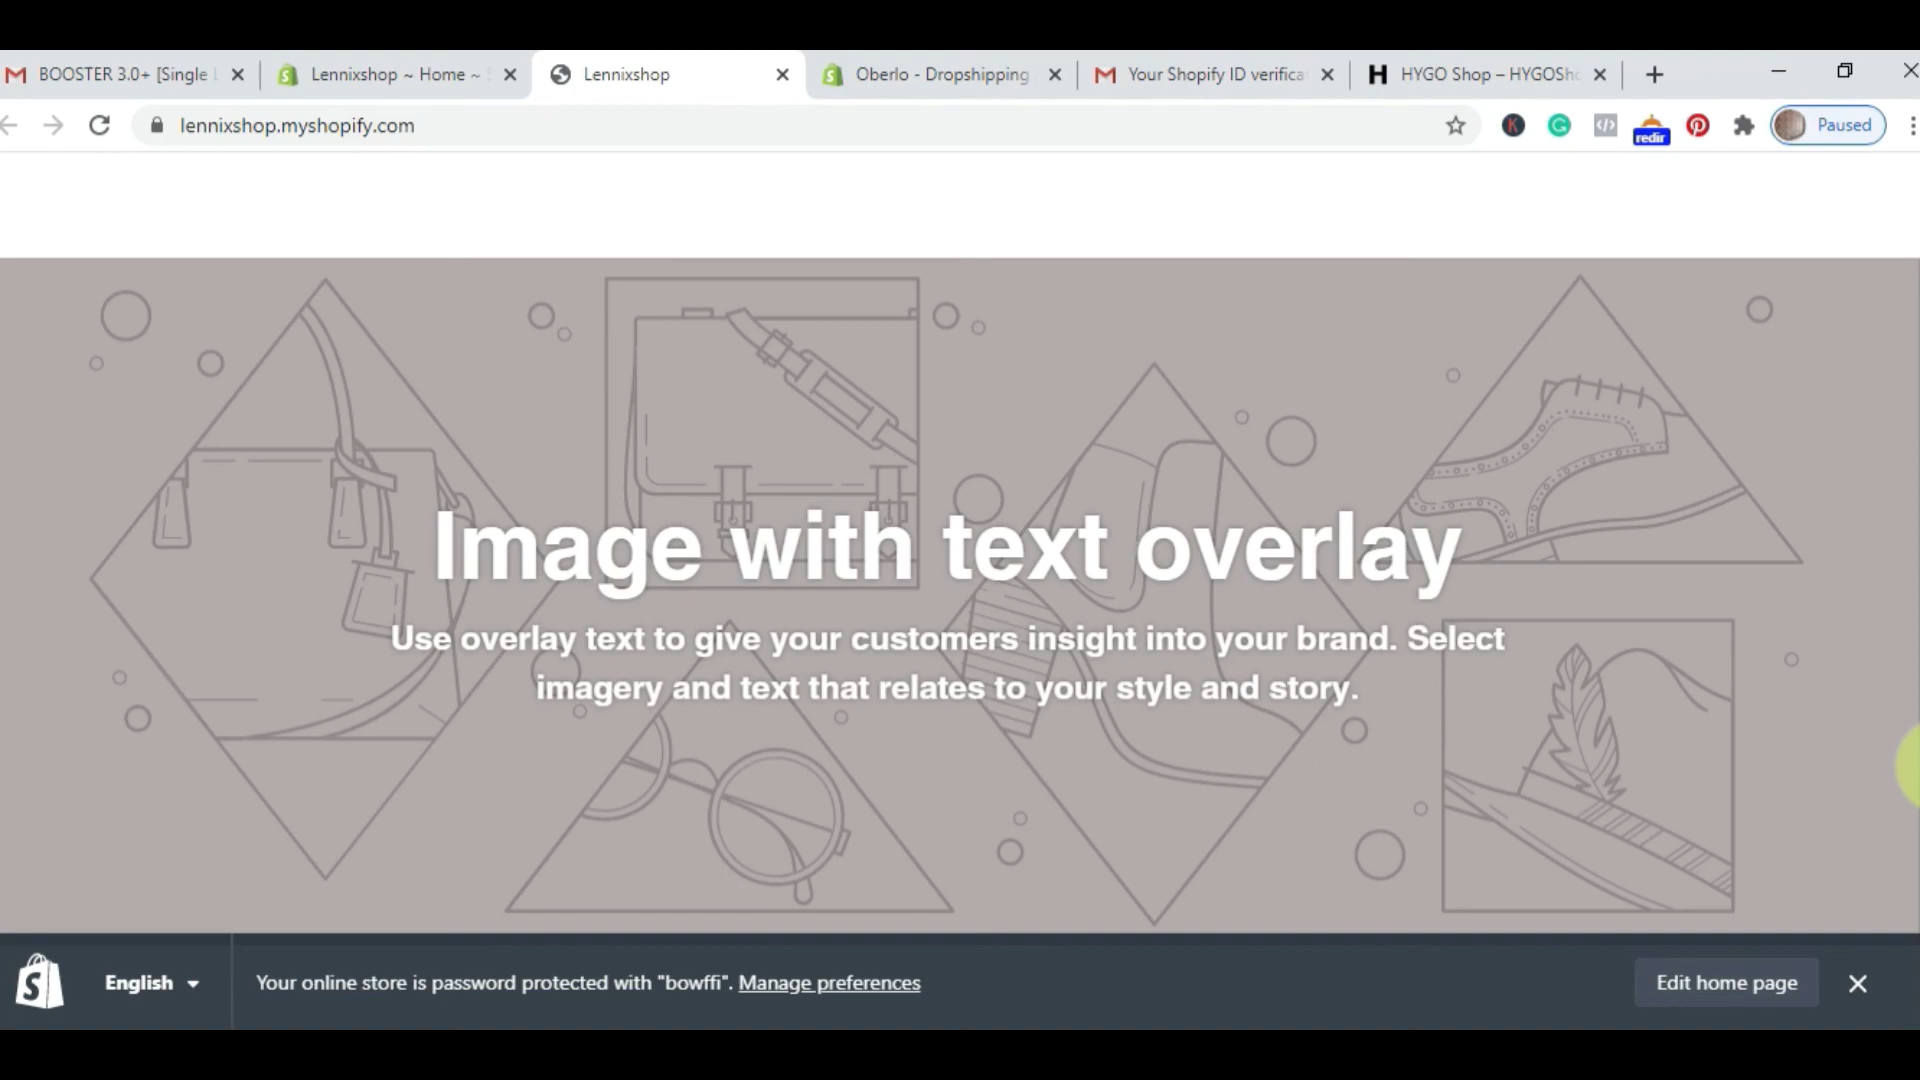 BOOSTER 3.0+ [Single
Lennixshop ~ Home ~
Lennixshop
Oberlo - Dropshipping
Your Shopify ID verifica
HYGO Shop – HYGOSh
lennixshop.myshopify.com
redir
Paused
Image with text overlay
Use overlay text to give your customers insight into your brand. Select
imagery and text that relates to your style and story.
English
Your online store is password protected with "bowffi". Manage preferences
Edit home page